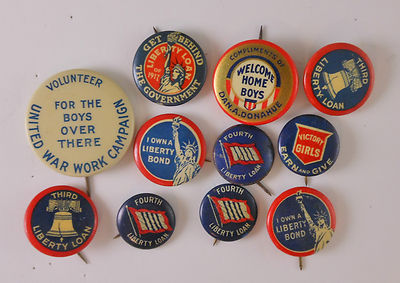 VOLUNTEER
FOR THE
BOYS
OVER
THERE
UNITED WAR WORK CAMPAIGN
GET BEHIND
THE GOVERNMENT
LIBERTY LOAN
OF 1917
COMPLIMENTS OF
WELCOME
HOME
BOYS
DAN. A. DONAHUE
THIRD
LIBERTY LOAN
I OWN A
LIBERTY
BOND
FOURTH
LIBERTY LOAN
VICTORY
GIRLS
EARN AND GIVE
THIRD
LIBERTY LOAN
FOURTH
LIBERTY LOAN
FOURTH
LIBERTY LOAN
I OWN A
LIBERTY
BOND